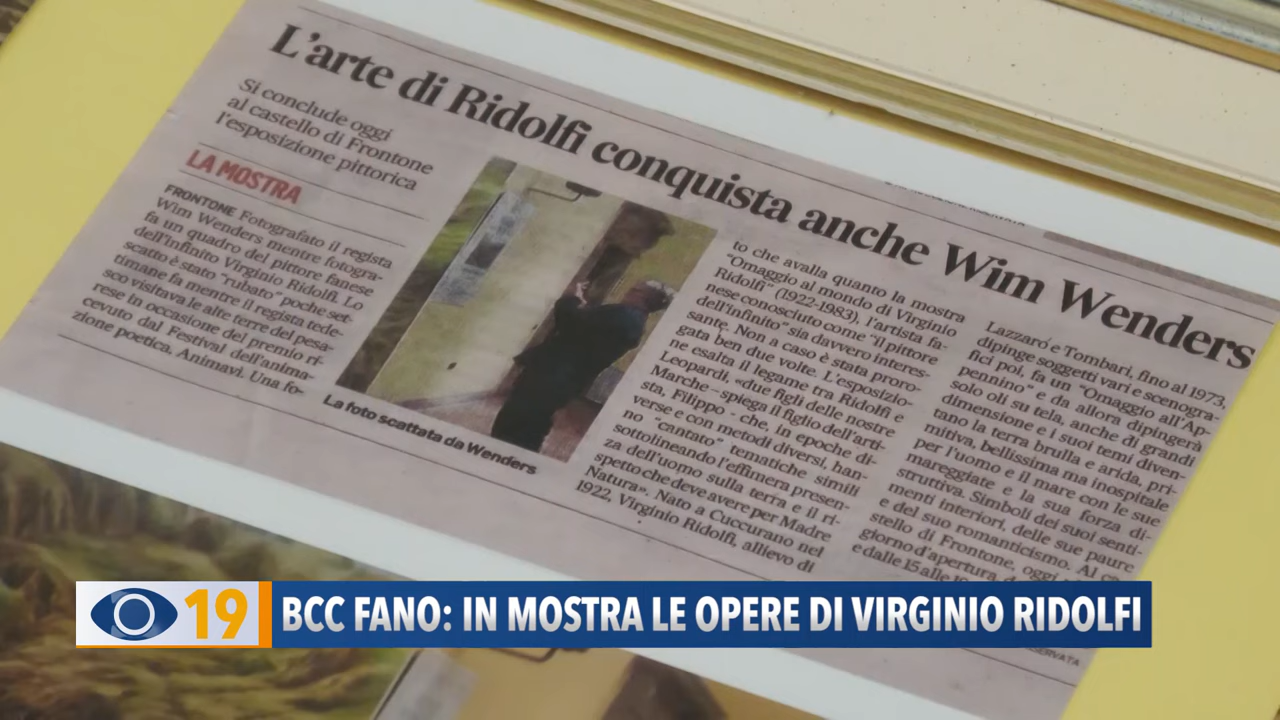 L'arte di Ridolfi conquista anche Wim Wenders
Si conclude oggi
al castello di Frontone
l'esposizione pittorica
LA MOSTRA
FRONTONE Fotografato il regista
Wim Wenders mentre fotogra-
fa un quadro del pittore fanese
dell'infinito Virginio Ridolfi. Lo
scatto è stato "rubato" poche set-
timane fa mentre il regista tede-
sco visitava le alte terre del pesa-
rese in occasione del premio ri-
cevuto dal Festival dell'anima-
zione poetica, Animavì. Una fo-
La foto scattata da Wenders
to che avalla quanto la mostra
"Omaggio al mondo di Virginio
Ridolfi" (1922-1983), l'artista fa-
nese conosciuto come "il pittore
dell'infinito" sia davvero interes-
sante. Non a caso è stata proro-
gata ben due volte. L'esposizio-
ne esalta il legame tra Ridolfi e
Leopardi, «due figli delle nostre
Marche - spiega il figlio dell'arti-
sta, Filippo - che, in epoche di-
verse e con metodi diversi, han-
no "cantato" tematiche simili
sottolineando l'effimera presen-
za dell'uomo sulla terra e il ri-
spetto che deve avere per Madre
Natura». Nato a Cuccurano nel
1922, Virginio Ridolfi, allievo di
Lazzaro e Tombari, fino al 1973,
dipinge soggetti vari e scenogra-
fici poi, fa un "Omaggio all'Ap-
pennino" e da allora dipingerà
solo oli su tela, anche di grandi
dimensione e i suoi temi diven-
tano la terra brulla e arida, pri-
mitiva, bellissima ma inospitale
per l'uomo e il mare con le sue
mareggiate e la sua forza di-
struttiva. Simboli dei suoi senti-
menti interiori, delle sue paure
e del suo romanticismo. Al ca-
stello di Frontone, oggi
giorno d'apertura,
e dalle 15 alle
19 BCC FANO: IN MOSTRA LE OPERE DI VIRGINIO RIDOLFI